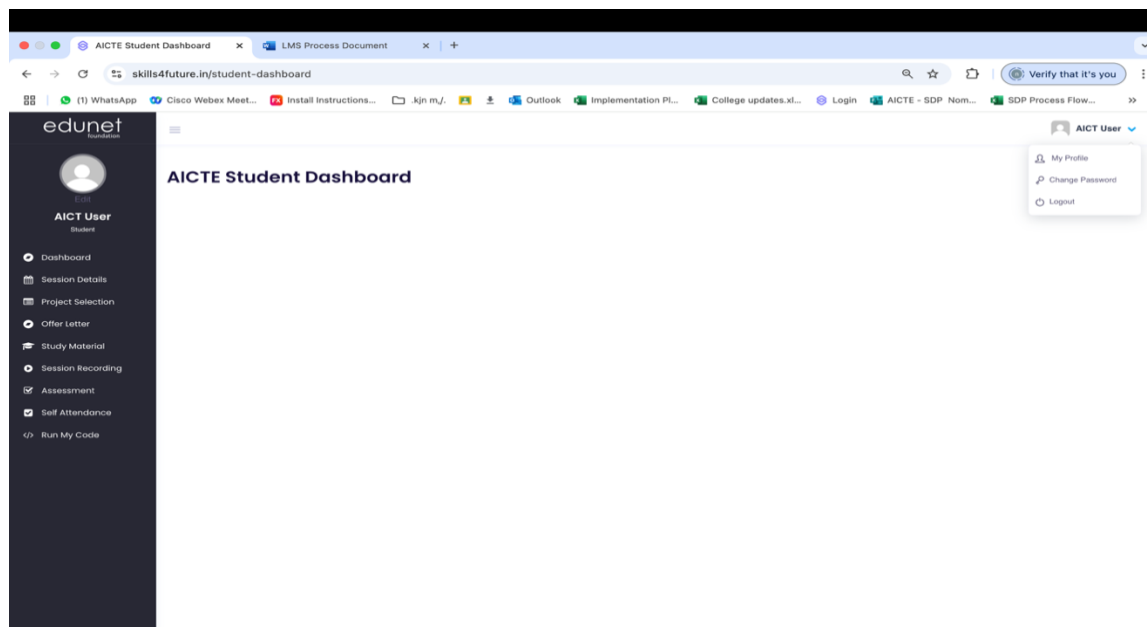 AICTE Student Dashboard LMS Process Document
skills4future.in/student-dashboard Verify that it's you
(1) WhatsApp Cisco Webex Meet... Install Instructions... .kjn m,/. Outlook Implementation Pl... College updates.xl... Login AICTE - SDP Nom... SDP Process Flow...
edunet
foundation
AICT User
My Profile
Change Password
Logout
AICTE Student Dashboard
Edit
AICT User
Student
Dashboard
Session Details
Project Selection
Offer Letter
Study Material
Session Recording
Assessment
Self Attendance
Run My Code